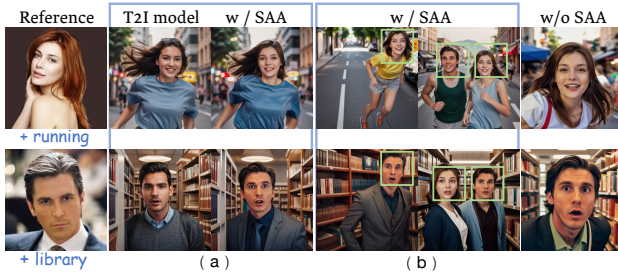 Reference
T2I model
w / SAA
w / SAA
w/o SAA
+ running
+ library
( a )
( b )